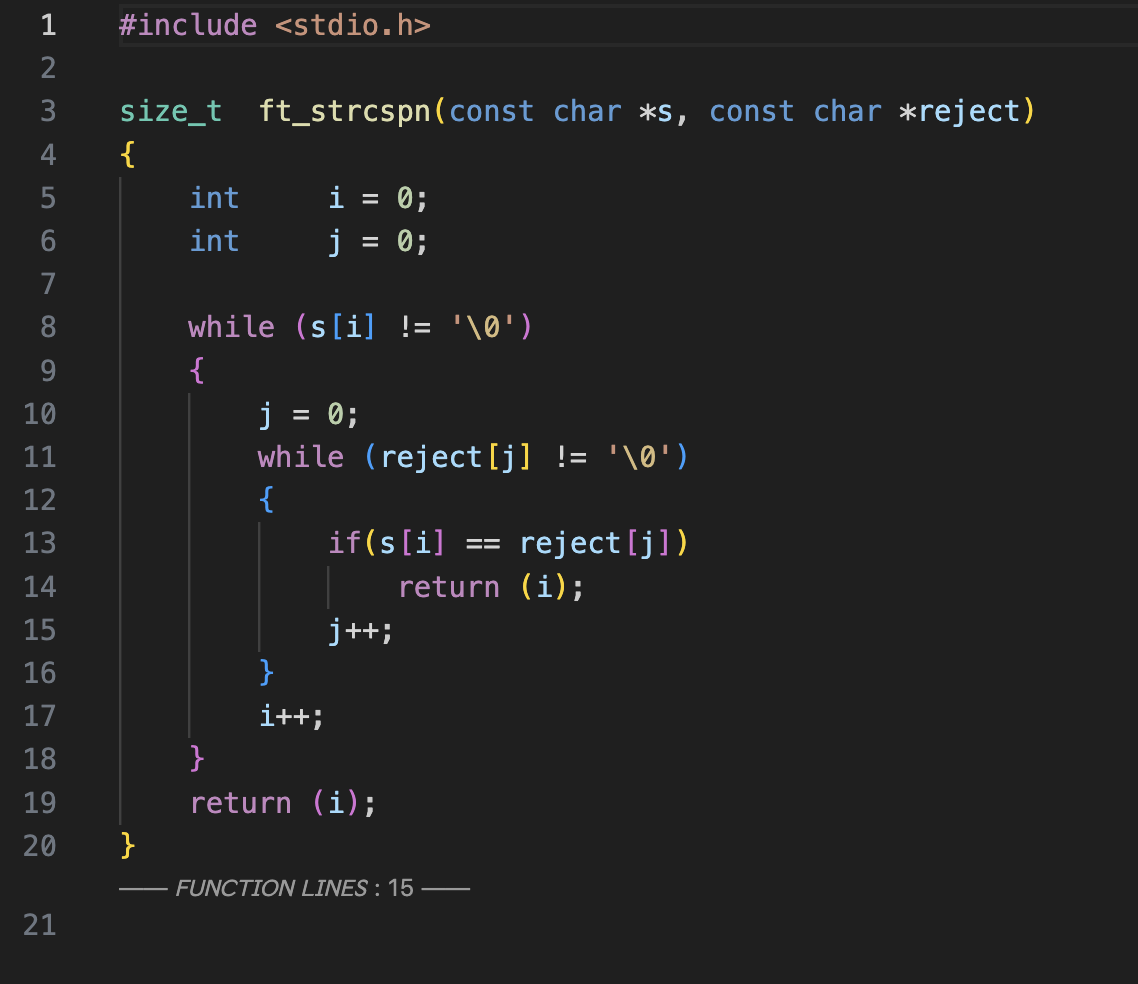 1 #include <stdio.h>
2
3 size_t  ft_strcspn(const char *s, const char *reject)
4 {
5     int     i = 0;
6     int     j = 0;
7
8     while (s[i] != '\0')
9     {
10         j = 0;
11         while (reject[j] != '\0')
12         {
13             if(s[i] == reject[j])
14                 return (i);
15             j++;
16         }
17         i++;
18     }
19     return (i);
20 }
—— FUNCTION LINES : 15 ——
21